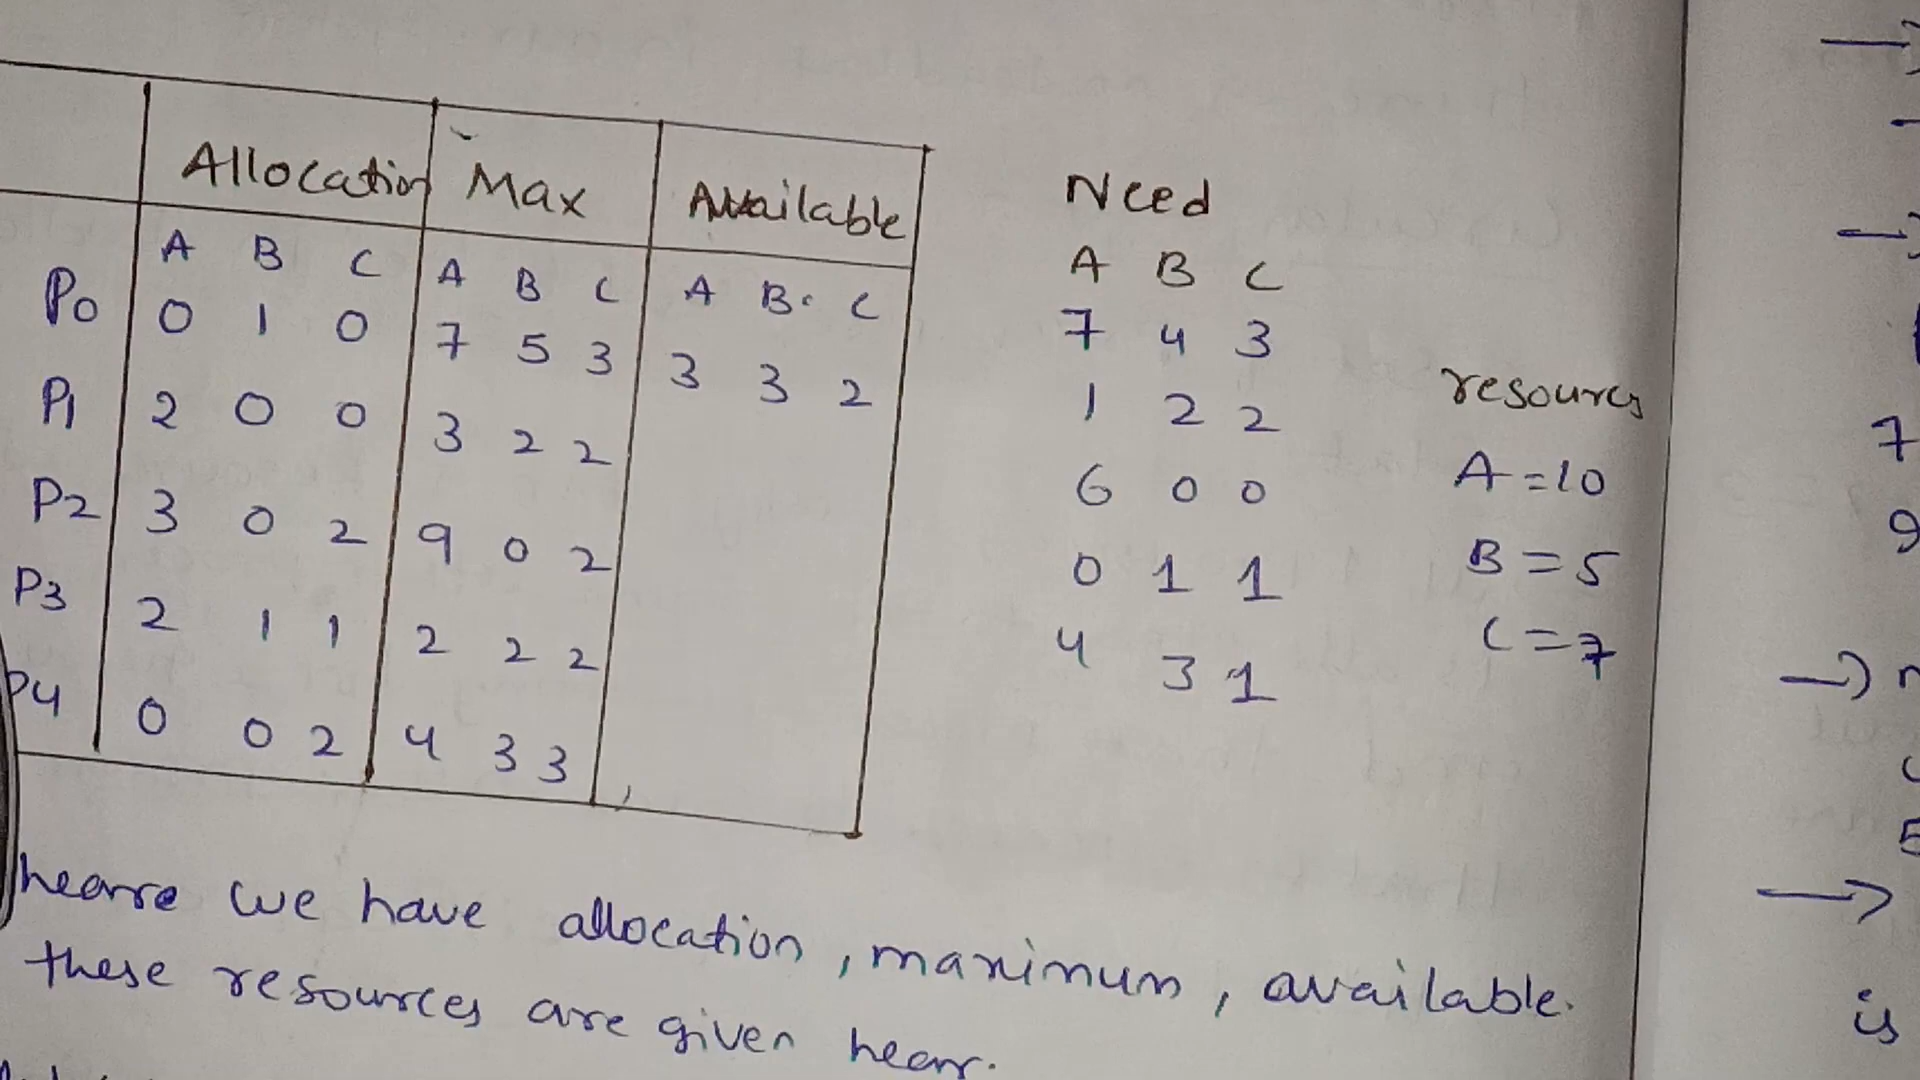 Allocation Max Available Need
A B C A B C A B. C A B C
P0 0 1 0 7 5 3 3 3 2 7 4 3
P1 2 0 0 3 2 2 1 2 2
P2 3 0 2 9 0 2 6 0 0
P3 2 1 1 2 2 2 0 1 1
P4 0 0 2 4 3 3 4 3 1
A=10
B=5
C=7
we have allocation, maximum, available.
these resources are given
7
9
is